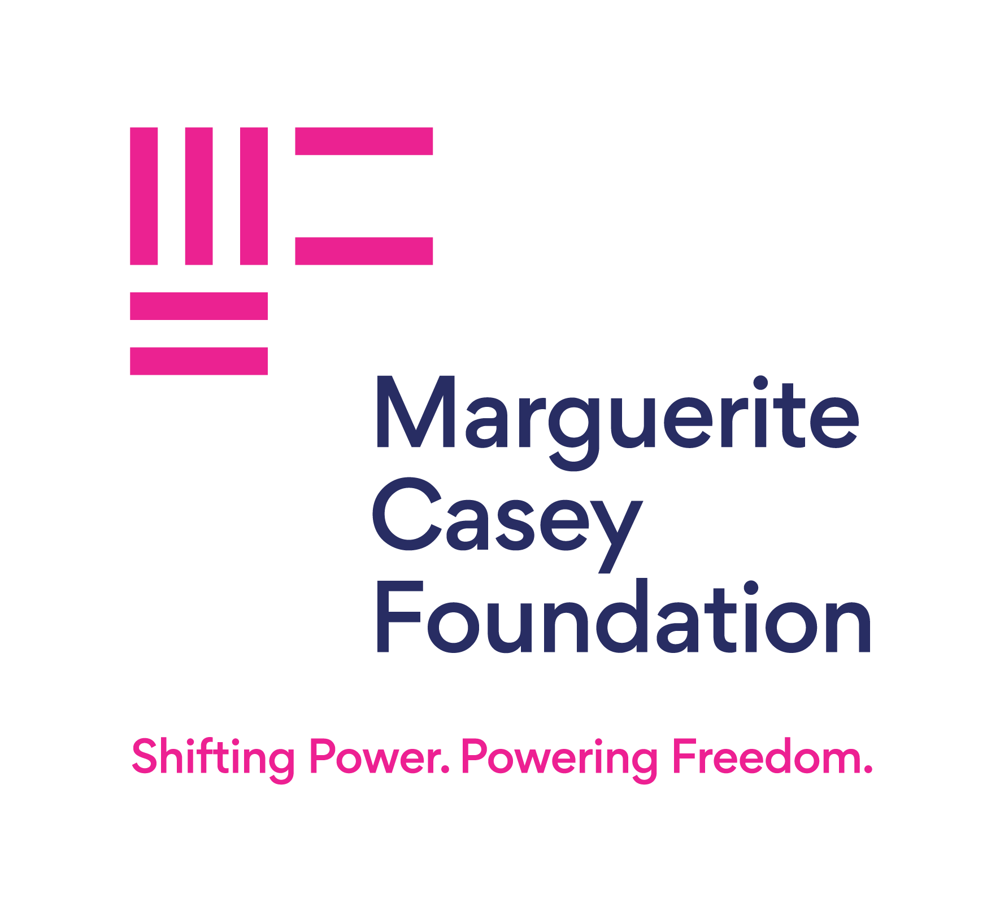 Marguerite
Casey
Foundation
Shifting Power. Powering Freedom.